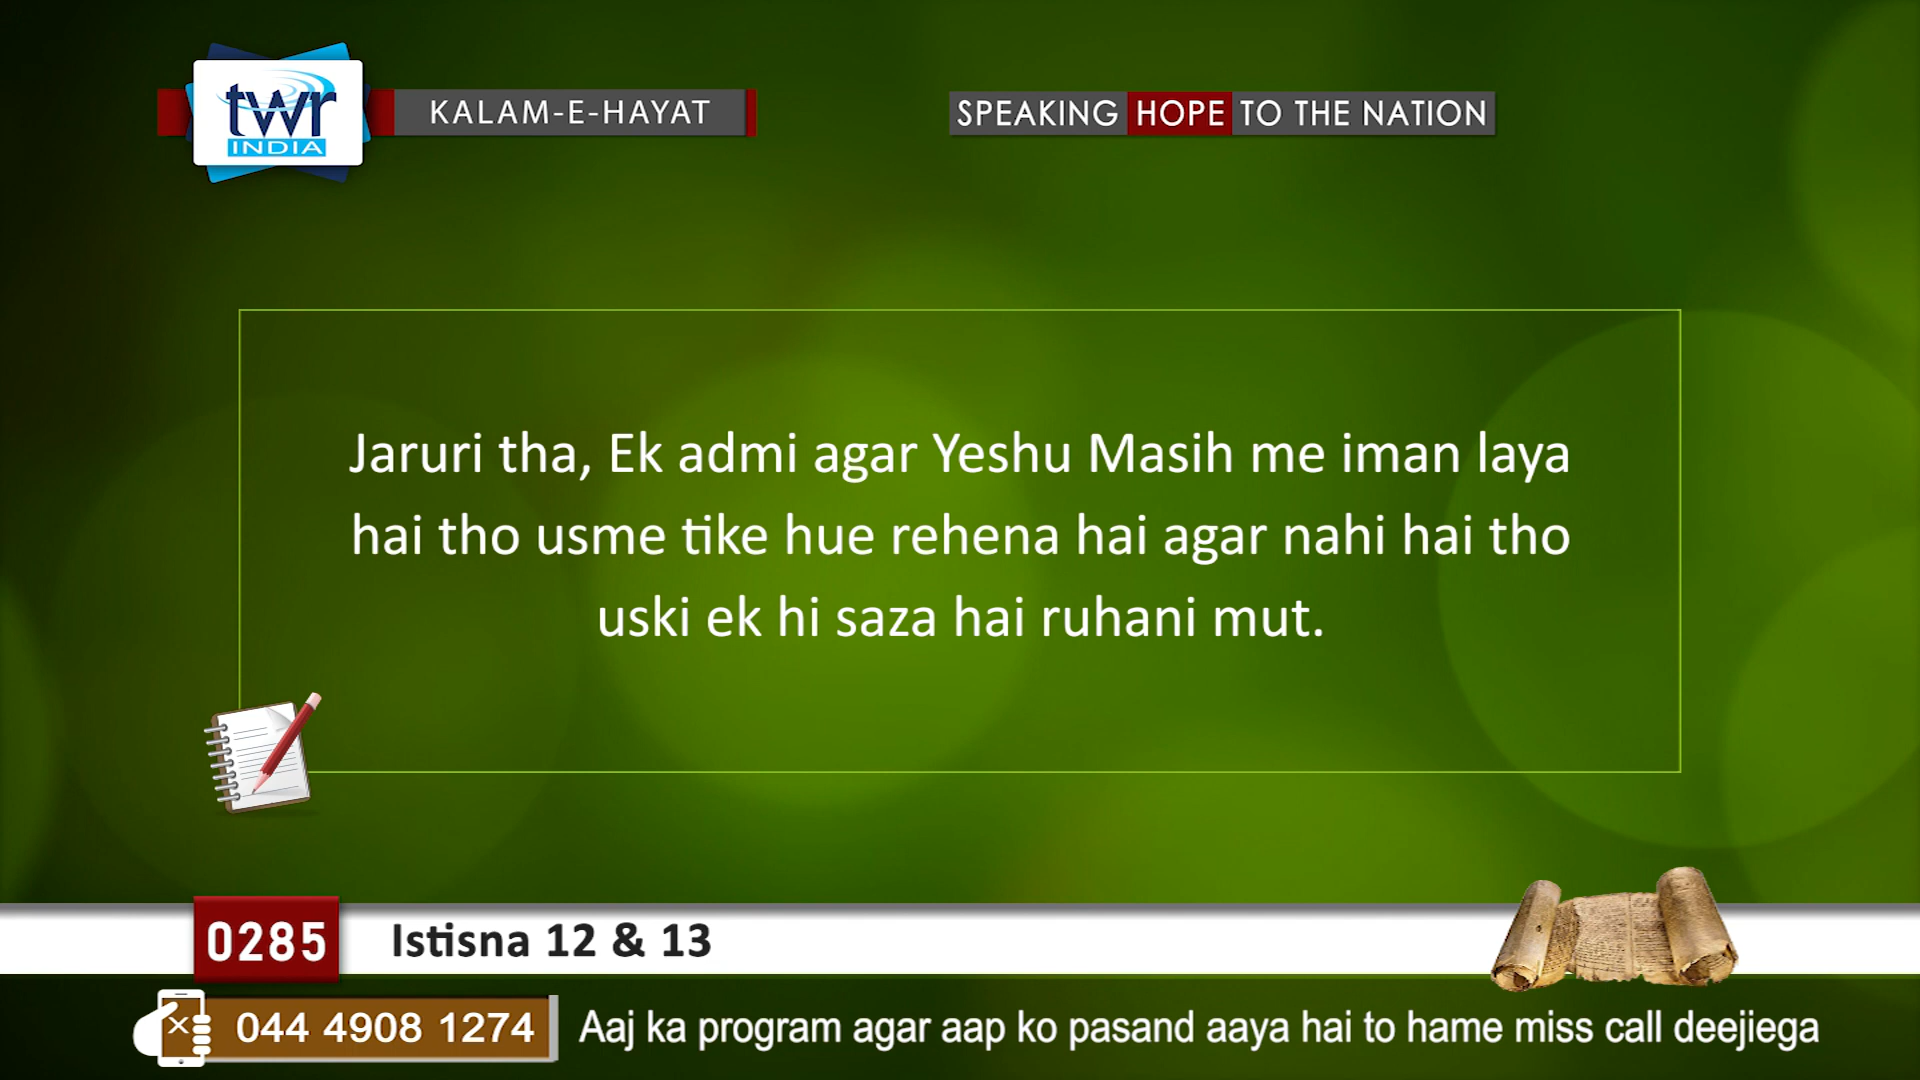 twr
INDIA
KALAM-E-HAYAT
SPEAKING HOPE TO THE NATION
Jaruri tha, Ek admi agar Yeshu Masih me iman laya
hai tho usme tike hue rehena hai agar nahi hai tho
uski ek hi saza hai ruhani mut.
0285
Istisna 12 & 13
044 4908 1274
Aaj ka program agar aap ko pasand aaya hai to hame miss call deejiega